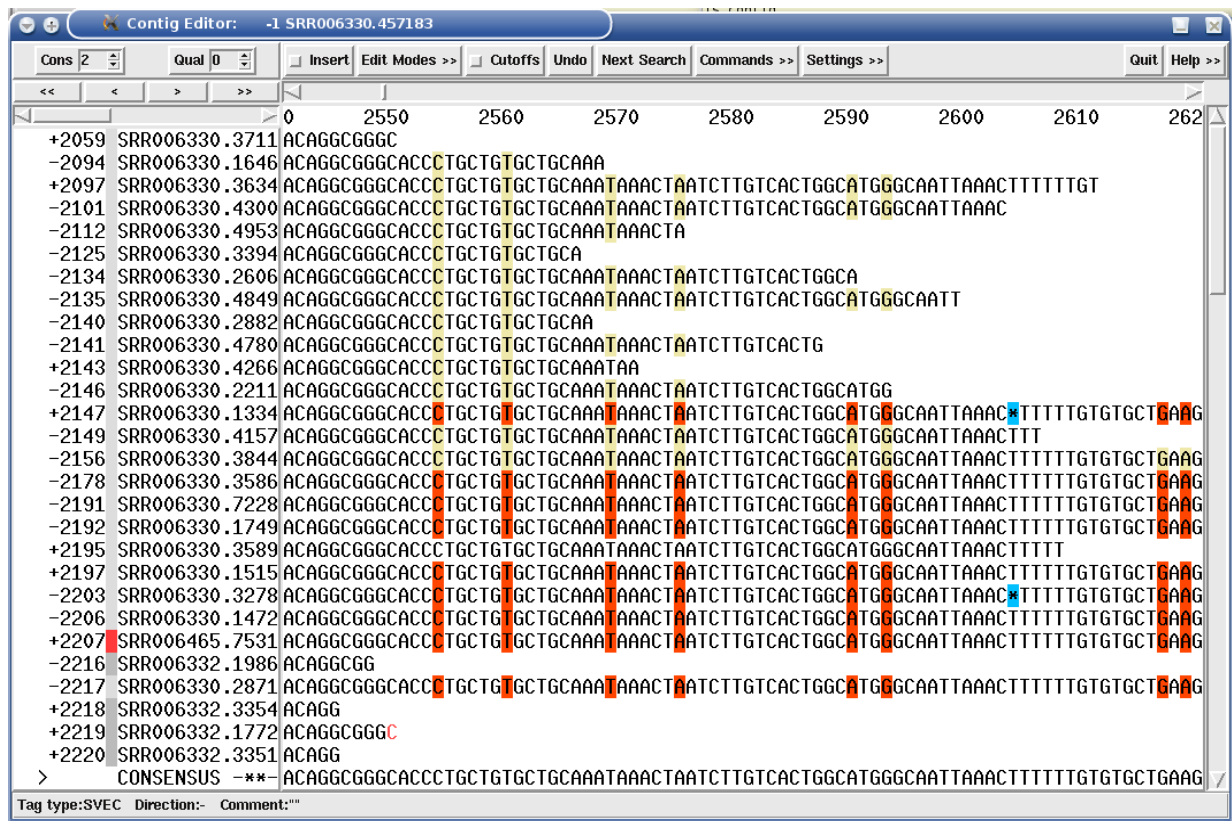 Contig Editor: -1 SRR006330.457183
Cons 2 Qual 0 Insert Edit Modes >> Cutoffs Undo Next Search Commands >> Settings >> Quit Help >>
<< < > >>
0 2550 2560 2570 2580 2590 2600 2610 262
+2059 SRR006330.3711 ACAGGCGGGC
-2094 SRR006330.1646 ACAGGCGGGCACCCTGCTGTGCTGCAAA
+2097 SRR006330.3634 ACAGGCGGGCACCCTGCTGTGCTGCAAATAAACTAATCTTGTCACTGGCATGGGCAATTAAACTTTTTTGT
-2101 SRR006330.4300 ACAGGCGGGCACCCTGCTGTGCTGCAAATAAACTAATCTTGTCACTGGCATGGGCAATTAAAC
-2112 SRR006330.4953 ACAGGCGGGCACCCTGCTGTGCTGCAAATAAACTA
-2125 SRR006330.3394 ACAGGCGGGCACCCTGCTGTGCTGCA
-2134 SRR006330.2606 ACAGGCGGGCACCCTGCTGTGCTGCAAATAAACTAATCTTGTCACTGGCA
-2135 SRR006330.4849 ACAGGCGGGCACCCTGCTGTGCTGCAAATAAACTAATCTTGTCACTGGCATGGGCAATT
-2140 SRR006330.2882 ACAGGCGGGCACCCTGCTGTGCTGCAA
-2141 SRR006330.4780 ACAGGCGGGCACCCTGCTGTGCTGCAAATAAACTAATCTTGTCACTG
+2143 SRR006330.4266 ACAGGCGGGCACCCTGCTGTGCTGCAAATAA
-2146 SRR006330.2211 ACAGGCGGGCACCCTGCTGTGCTGCAAATAAACTAATCTTGTCACTGGCATGG
+2147 SRR006330.1334 ACAGGCGGGCACCCTGCTGTGCTGCAAATAAACTAATCTTGTCACTGGCATGGGCAATTAAAC*TTTTTGTGTGCTGAAG
-2149 SRR006330.4157 ACAGGCGGGCACCCTGCTGTGCTGCAAATAAACTAATCTTGTCACTGGCATGGGCAATTAAACTTT
-2156 SRR006330.3844 ACAGGCGGGCACCCTGCTGTGCTGCAAATAAACTAATCTTGTCACTGGCATGGGCAATTAAACTTTTTTGTGTGCTGAAG
-2178 SRR006330.3586 ACAGGCGGGCACCCTGCTGTGCTGCAAATAAACTAATCTTGTCACTGGCATGGGCAATTAAACTTTTTTGTGTGCTGAAG
-2191 SRR006330.7228 ACAGGCGGGCACCCTGCTGTGCTGCAAATAAACTAATCTTGTCACTGGCATGGGCAATTAAACTTTTTTGTGTGCTGAAG
-2192 SRR006330.1749 ACAGGCGGGCACCCTGCTGTGCTGCAAATAAACTAATCTTGTCACTGGCATGGGCAATTAAACTTTTTTGTGTGCTGAAG
+2195 SRR006330.3589 ACAGGCGGGCACCCTGCTGTGCTGCAAATAAACTAATCTTGTCACTGGCATGGGCAATTAAACTTTTT
+2197 SRR006330.1515 ACAGGCGGGCACCCTGCTGTGCTGCAAATAAACTAATCTTGTCACTGGCATGGGCAATTAAACTTTTTTGTGTGCTGAAG
-2203 SRR006330.3278 ACAGGCGGGCACCCTGCTGTGCTGCAAATAAACTAATCTTGTCACTGGCATGGGCAATTAAAC*TTTTTGTGTGCTGAAG
-2206 SRR006330.1472 ACAGGCGGGCACCCTGCTGTGCTGCAAATAAACTAATCTTGTCACTGGCATGGGCAATTAAACTTTTTTGTGTGCTGAAG
+2207 SRR006465.7531 ACAGGCGGGCACCCTGCTGTGCTGCAAATAAACTAATCTTGTCACTGGCATGGGCAATTAAACTTTTTTGTGTGCTGAAG
-2216 SRR006332.1986 ACAGGCGG
-2217 SRR006330.2871 ACAGGCGGGCACCCTGCTGTGCTGCAAATAAACTAATCTTGTCACTGGCATGGGCAATTAAACTTTTTTGTGTGCTGAAG
+2218 SRR006332.3354 ACAGG
+2219 SRR006332.1772 ACAGGCGGGC
+2220 SRR006332.3351 ACAGG
> CONSENSUS -**- ACAGGCGGGCACCCTGCTGTGCTGCAAATAAACTAATCTTGTCACTGGCATGGGCAATTAAACTTTTTTGTGTGCTGAAG
Tag type:SVEC Direction:- Comment:""